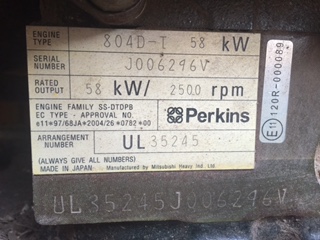 ENGINE TYPE 804D-T 58 kW
SERIAL NUMBER J006296V
RATED OUTPUT 58 kW/ 2500 rpm
ENGINE FAMILY SS-DTDPB
EC TYPE - APPROVAL NO.
e11*97/68JA*2004/26*0782*00
Perkins
ARRANGEMENT NUMBER UL35245
(ALWAYS QUOTE ALL THESE NUMBERS)
MADE IN JAPAN Manufactured by Mitsubishi Heavy Ind. Ltd.
E11 120R-000089
UL35245J006296V